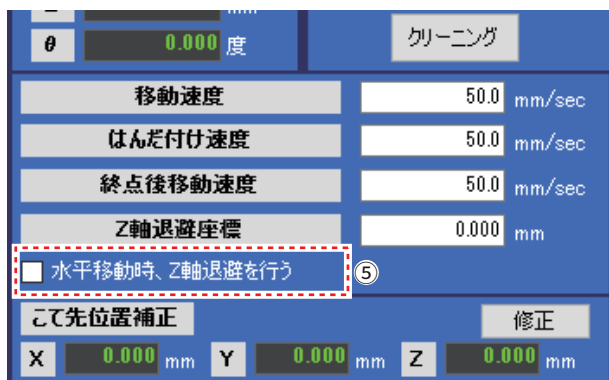 θ 0.000 度 クリーニング
移動速度 50.0 mm/sec
はんだ付け速度 50.0 mm/sec
終点後移動速度 50.0 mm/sec
Z軸退避座標 0.000 mm
水平移動時、Z軸退避を行う ⑤
こて先位置補正 修正
X 0.000 mm Y 0.000 mm Z 0.000 mm